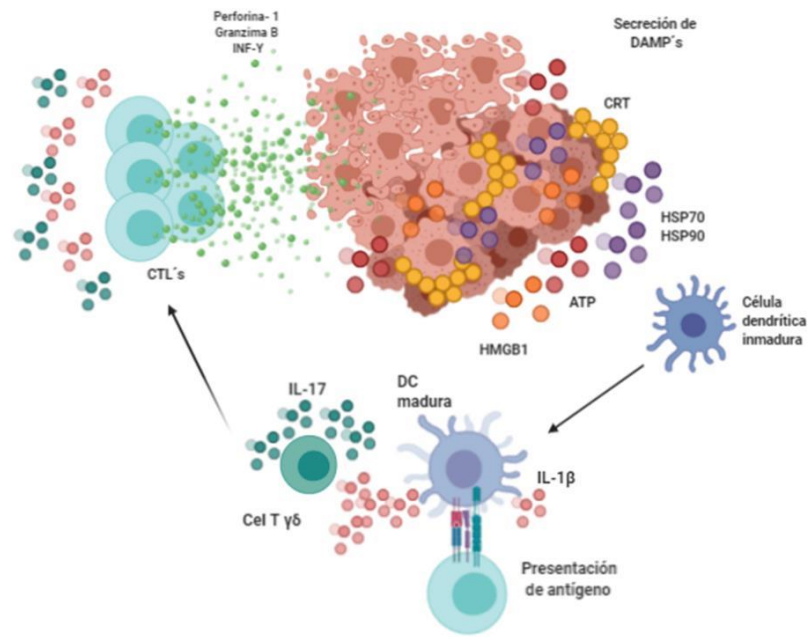 Perforina- 1
Granzima B
INF-Y
Secreción de
DAMP´s
CRT
HSP70
HSP90
CTL´s
ATP
Célula
dendrítica
inmadura
HMGB1
DC
madura
IL-17
IL-1β
Cel T γδ
Presentación
de antígeno